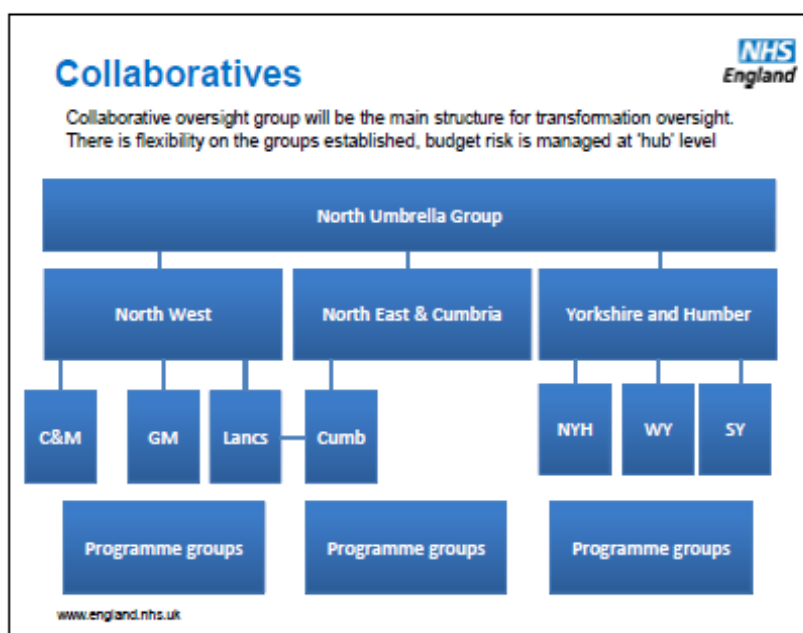 Collaboratives
NHS
England
Collaborative oversight group will be the main structure for transformation oversight.
There is flexibility on the groups established, budget risk is managed at 'hub' level
North Umbrella Group
North West
North East & Cumbria
Yorkshire and Humber
C&M
GM
Lancs
Cumb
NYH
WY
SY
Programme groups
Programme groups
Programme groups
www.england.nhs.uk